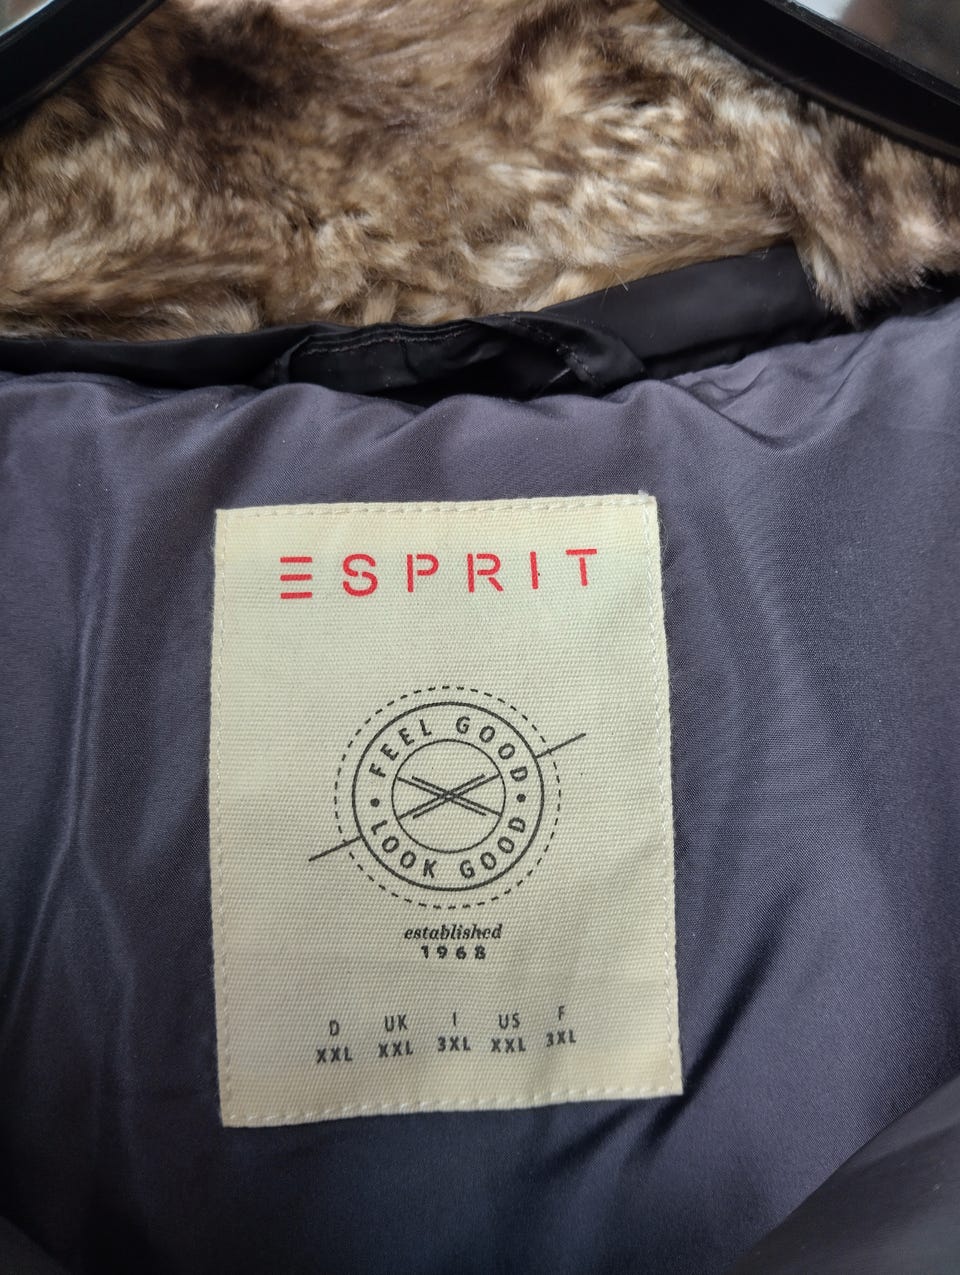 ESPRIT
FEEL GOOD
• LOOK GOOD •
established
1968
D UK I US F
XXL XXL 3XL XXL 3XL